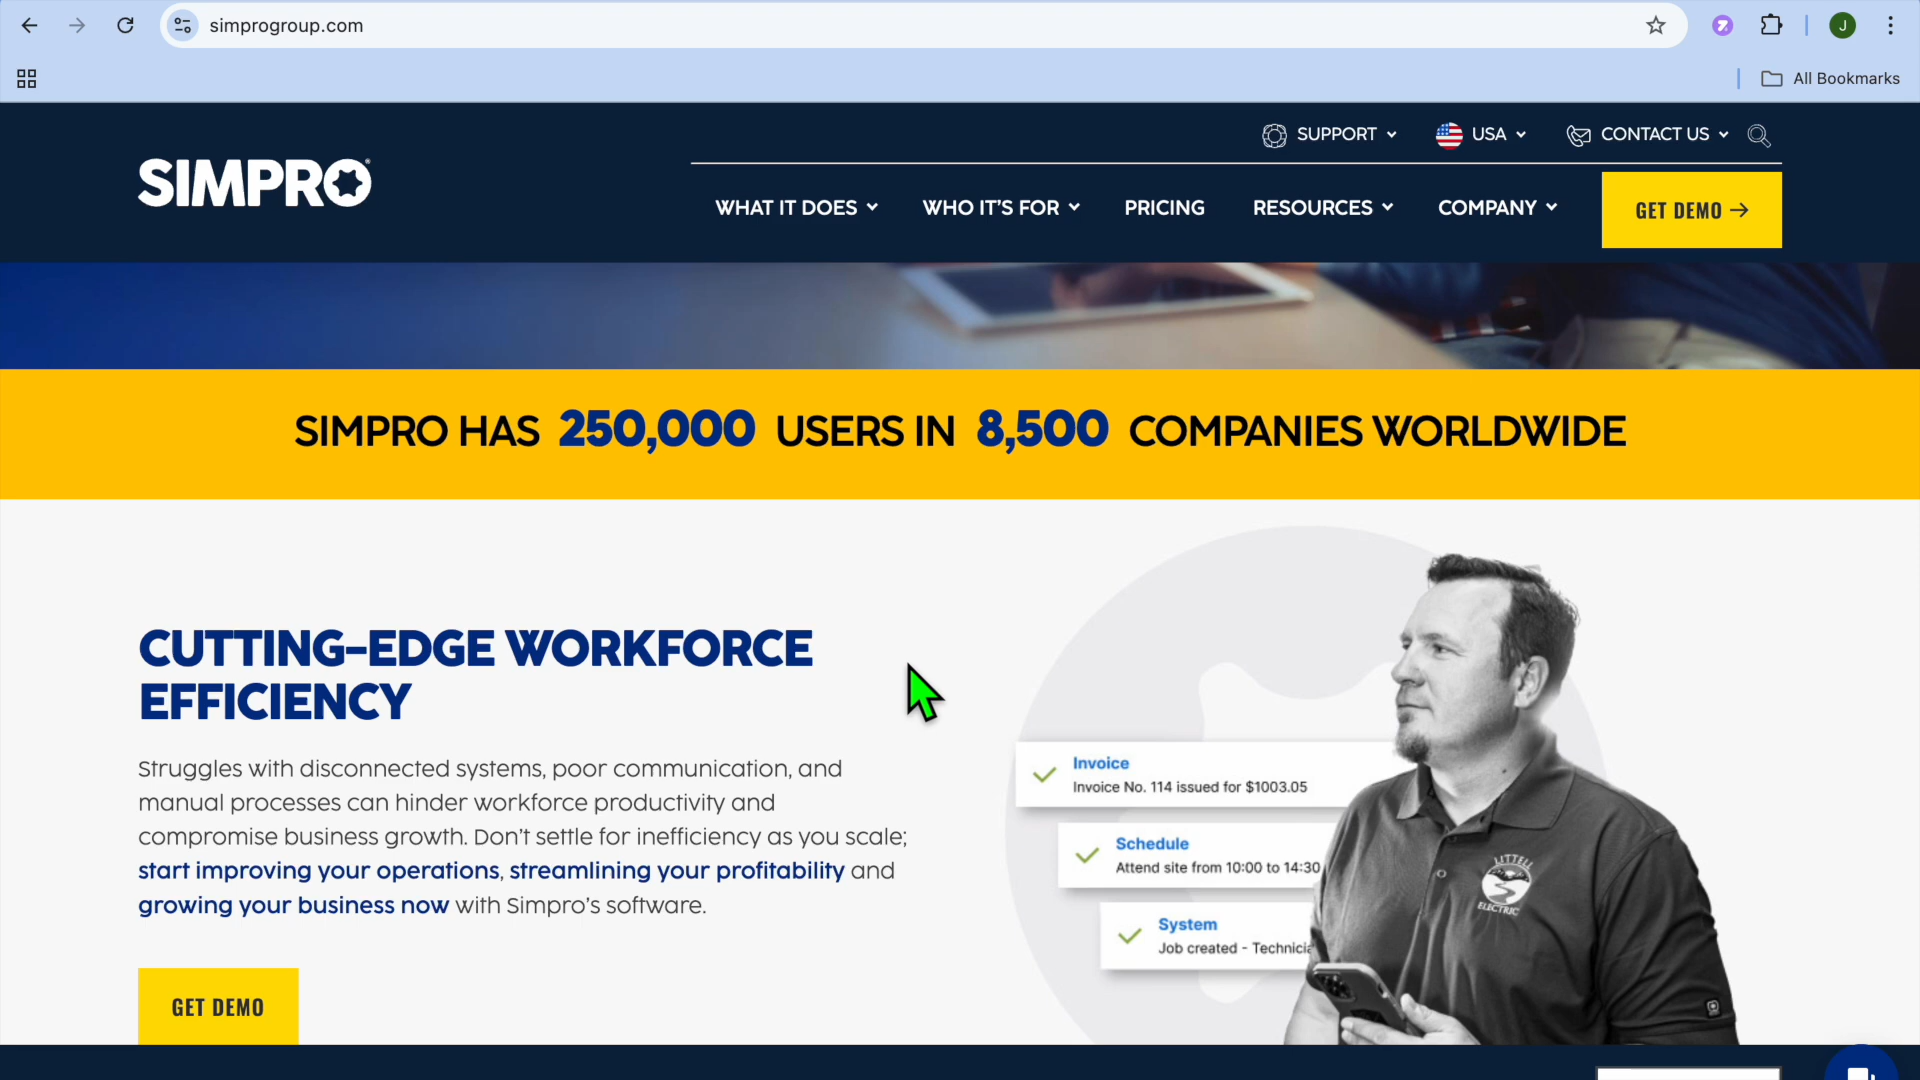 simprogroup.com
J
All Bookmarks
SUPPORT
USA
CONTACT US
SIMPRO
WHAT IT DOES
WHO IT'S FOR
PRICING
RESOURCES
COMPANY
GET DEMO →
SIMPRO HAS 250,000 USERS IN 8,500 COMPANIES WORLDWIDE
CUTTING-EDGE WORKFORCE
EFFICIENCY
Struggles with disconnected systems, poor communication, and
manual processes can hinder workforce productivity and
compromise business growth. Don't settle for inefficiency as you scale;
start improving your operations, streamlining your profitability and
growing your business now with Simpro's software.
GET DEMO
Invoice
Invoice No. 114 issued for $1003.05
Schedule
Attend site from 10:00 to 14:30
System
Job created - Technicia
LITTELL
ELECTRIC